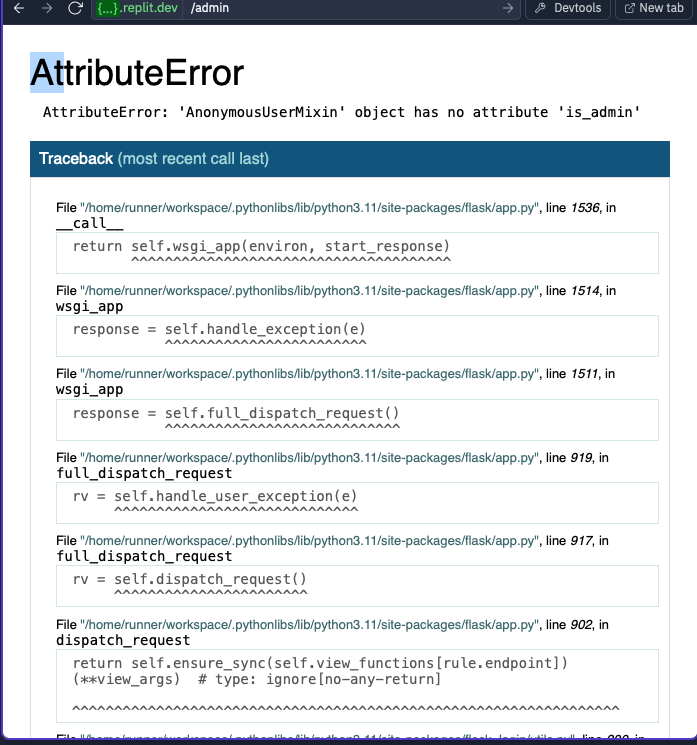 {...}.replit.dev /admin Devtools New tab
AttributeError
AttributeError: 'AnonymousUserMixin' object has no attribute 'is_admin'
Traceback (most recent call last)
File "/home/runner/workspace/.pythonlibs/lib/python3.11/site-packages/flask/app.py", line 1536, in
__call__
return self.wsgi_app(environ, start_response)
^^^^^^^^^^^^^^^^^^^^^^^^^^^^^^^^^^^^^^
File "/home/runner/workspace/.pythonlibs/lib/python3.11/site-packages/flask/app.py", line 1514, in
wsgi_app
response = self.handle_exception(e)
^^^^^^^^^^^^^^^^^^^^^^^^
File "/home/runner/workspace/.pythonlibs/lib/python3.11/site-packages/flask/app.py", line 1511, in
wsgi_app
response = self.full_dispatch_request()
^^^^^^^^^^^^^^^^^^^^^^^^^^^^
File "/home/runner/workspace/.pythonlibs/lib/python3.11/site-packages/flask/app.py", line 919, in
full_dispatch_request
rv = self.handle_user_exception(e)
^^^^^^^^^^^^^^^^^^^^^^^^^^^^^
File "/home/runner/workspace/.pythonlibs/lib/python3.11/site-packages/flask/app.py", line 917, in
full_dispatch_request
rv = self.dispatch_request()
^^^^^^^^^^^^^^^^^^^^^^^
File "/home/runner/workspace/.pythonlibs/lib/python3.11/site-packages/flask/app.py", line 902, in
dispatch_request
return self.ensure_sync(self.view_functions[rule.endpoint])
(**view_args)  # type: ignore[no-any-return]
^^^^^^^^^^^^^^^^^^^^^^^^^^^^^^^^^^^^^^^^^^^^^^^^^^^^^^^^^^^^^^^^^